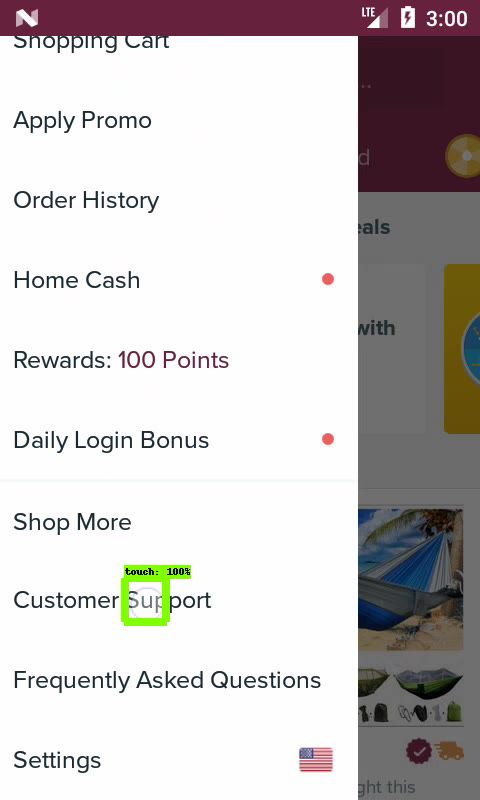 LTE 3:00
Shopping Cart
Apply Promo
Order History
Home Cash
Rewards: 100 Points
Daily Login Bonus
Shop More
touch: 100%
Customer Support
Frequently Asked Questions
Settings
...
d
eals
with
ght this